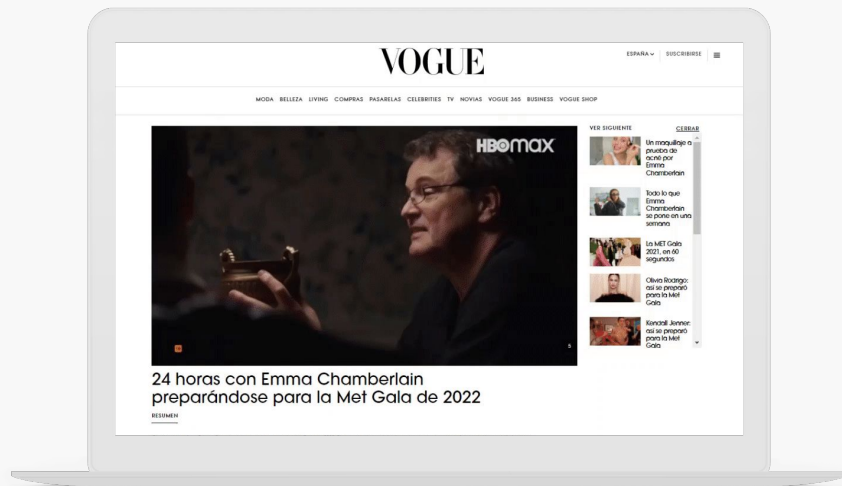 VOGUE
ESPAÑA
SUSCRIBIRSE
MODA BELLEZA LIVING COMPRAS PASARELAS CELEBRITIES TV NOVIAS VOGUE 365 BUSINESS VOGUE SHOP
HBOmax
5
VER SIGUIENTE
CERRAR
Un maquillaje a
prueba de
acné por
Emma
Chamberlain
Todo lo que
Emma
Chamberlain
se pone en una
semana
La MET Gala
2021, en 60
segundos
Olivia Rodrigo:
así se preparó
para la Met
Gala
Kendall Jenner:
así se preparó
para la Met
Gala
24 horas con Emma Chamberlain
preparándose para la Met Gala de 2022
RESUMEN